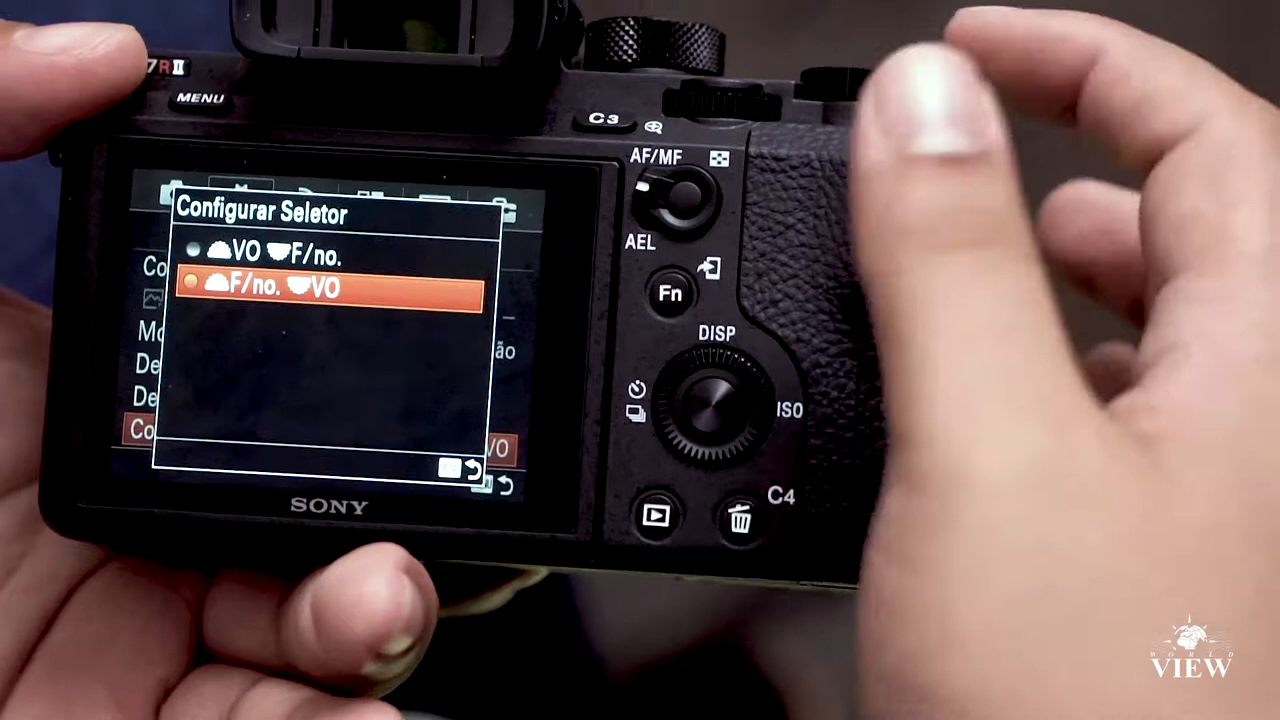 7RII
MENU
C3
AF/MF
AEL
Fn
DISP
ISO
C4
Configurar Seletor
VO F/no.
F/no. VO
Co
Mo
ão
De
De
Co
VO
SONY
WORLD
VIEW